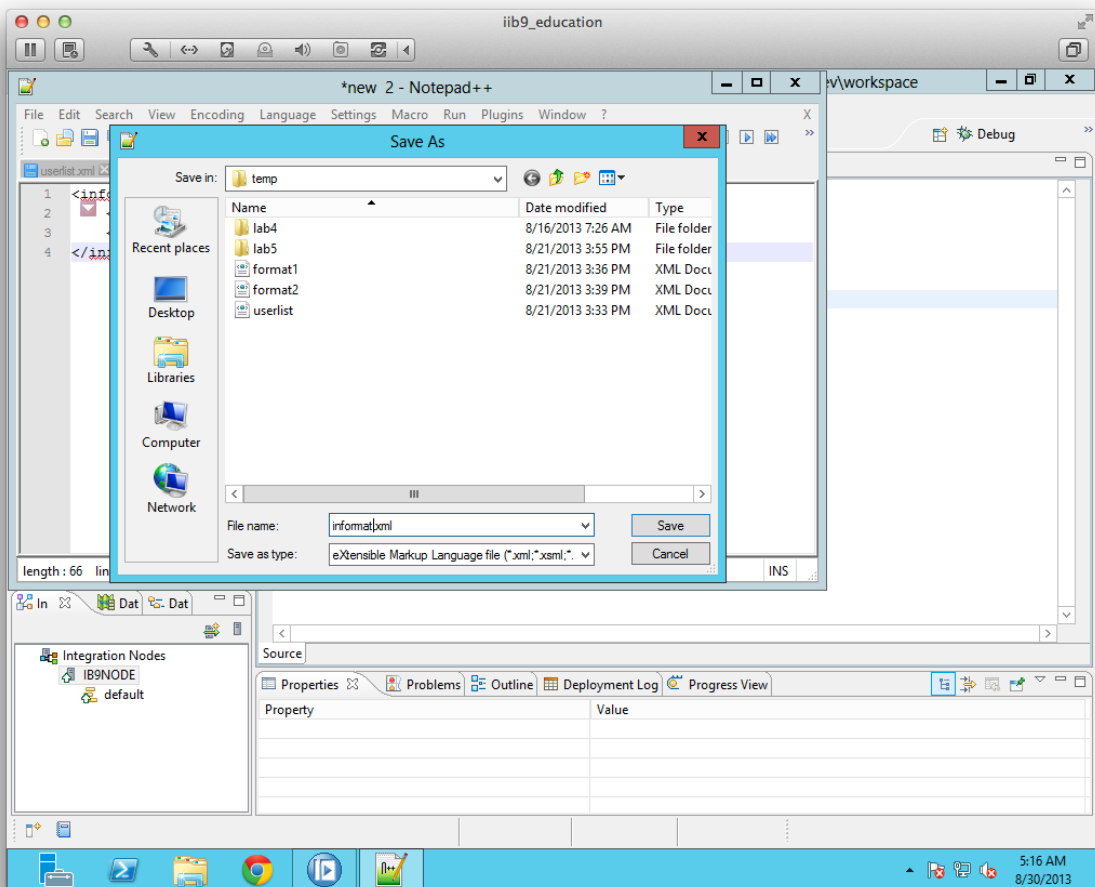 iib9_education
*new 2 - Notepad++
ev\workspace
File Edit Search View Encoding Language Settings Macro Run Plugins Window ? X
Debug
Save As
userlist.xml
1 <info
2 <
3 <
4 </in
Save in: temp
Name Date modified Type
lab4 8/16/2013 7:26 AM File folder
lab5 8/21/2013 3:55 PM File folder
format1 8/21/2013 3:36 PM XML Docu
format2 8/21/2013 3:39 PM XML Docu
userlist 8/21/2013 3:33 PM XML Docu
Recent places
Desktop
Libraries
Computer
Network
File name: informat.xml Save
Save as type: eXtensible Markup Language file (*.xml;*.xsml;*. Cancel
length : 66 lin INS
In Dat Dat
Integration Nodes
IB9NODE
default
Source
Properties Problems Outline Deployment Log Progress View
Property Value
5:16 AM
8/30/2013